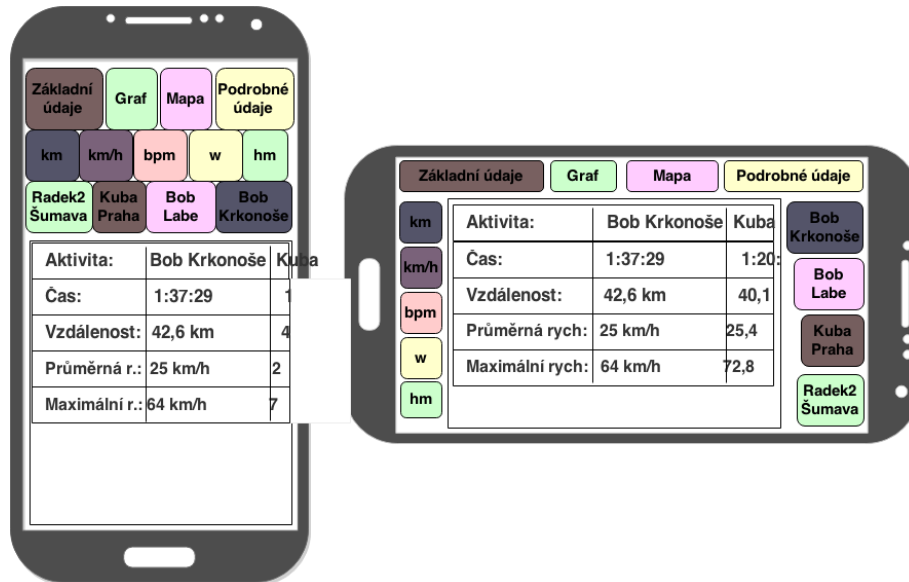 Základní údaje
Graf
Mapa
Podrobné údaje
km km/h bpm w hm
Radek2 Šumava
Kuba Praha
Bob Labe
Bob Krkonoše
Aktivita: Bob Krkonoše Kuba
Čas: 1:37:29 1
Vzdálenost: 42,6 km 4
Průměrná r.: 25 km/h 2
Maximální r.: 64 km/h 7
Základní údaje Graf Mapa Podrobné údaje
km
km/h
bpm
w
hm
Aktivita: Bob Krkonoše Kuba
Čas: 1:37:29 1:20:
Vzdálenost: 42,6 km 40,1
Průměrná rych: 25 km/h 25,4
Maximální rych: 64 km/h 72,8
Bob
Krkonoše
Bob
Labe
Kuba
Praha
Radek2
Šumava